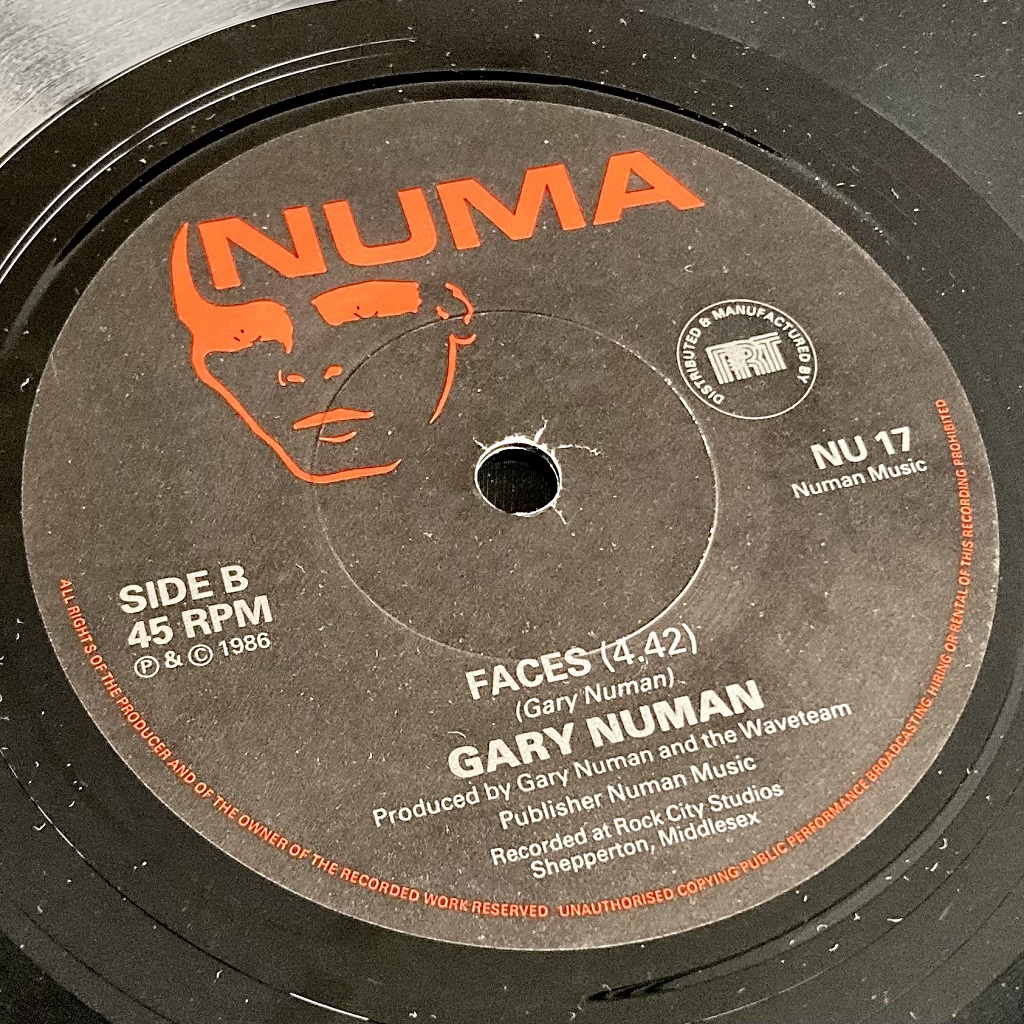 NUMA
DISTRIBUTED & MANUFACTURED BY
PRT
NU 17
Numan Music
SIDE B
45 RPM
Ⓟ & © 1986
FACES (4.42)
(Gary Numan)
GARY NUMAN
Produced by Gary Numan and the Waveteam
Publisher Numan Music
Recorded at Rock City Studios
Shepperton, Middlesex
ALL RIGHTS OF THE PRODUCER AND OF THE OWNER OF THE RECORDED WORK RESERVED UNAUTHORISED COPYING PUBLIC PERFORMANCE BROADCASTING HIRING OR RENTAL OF THIS RECORDING PROHIBITED